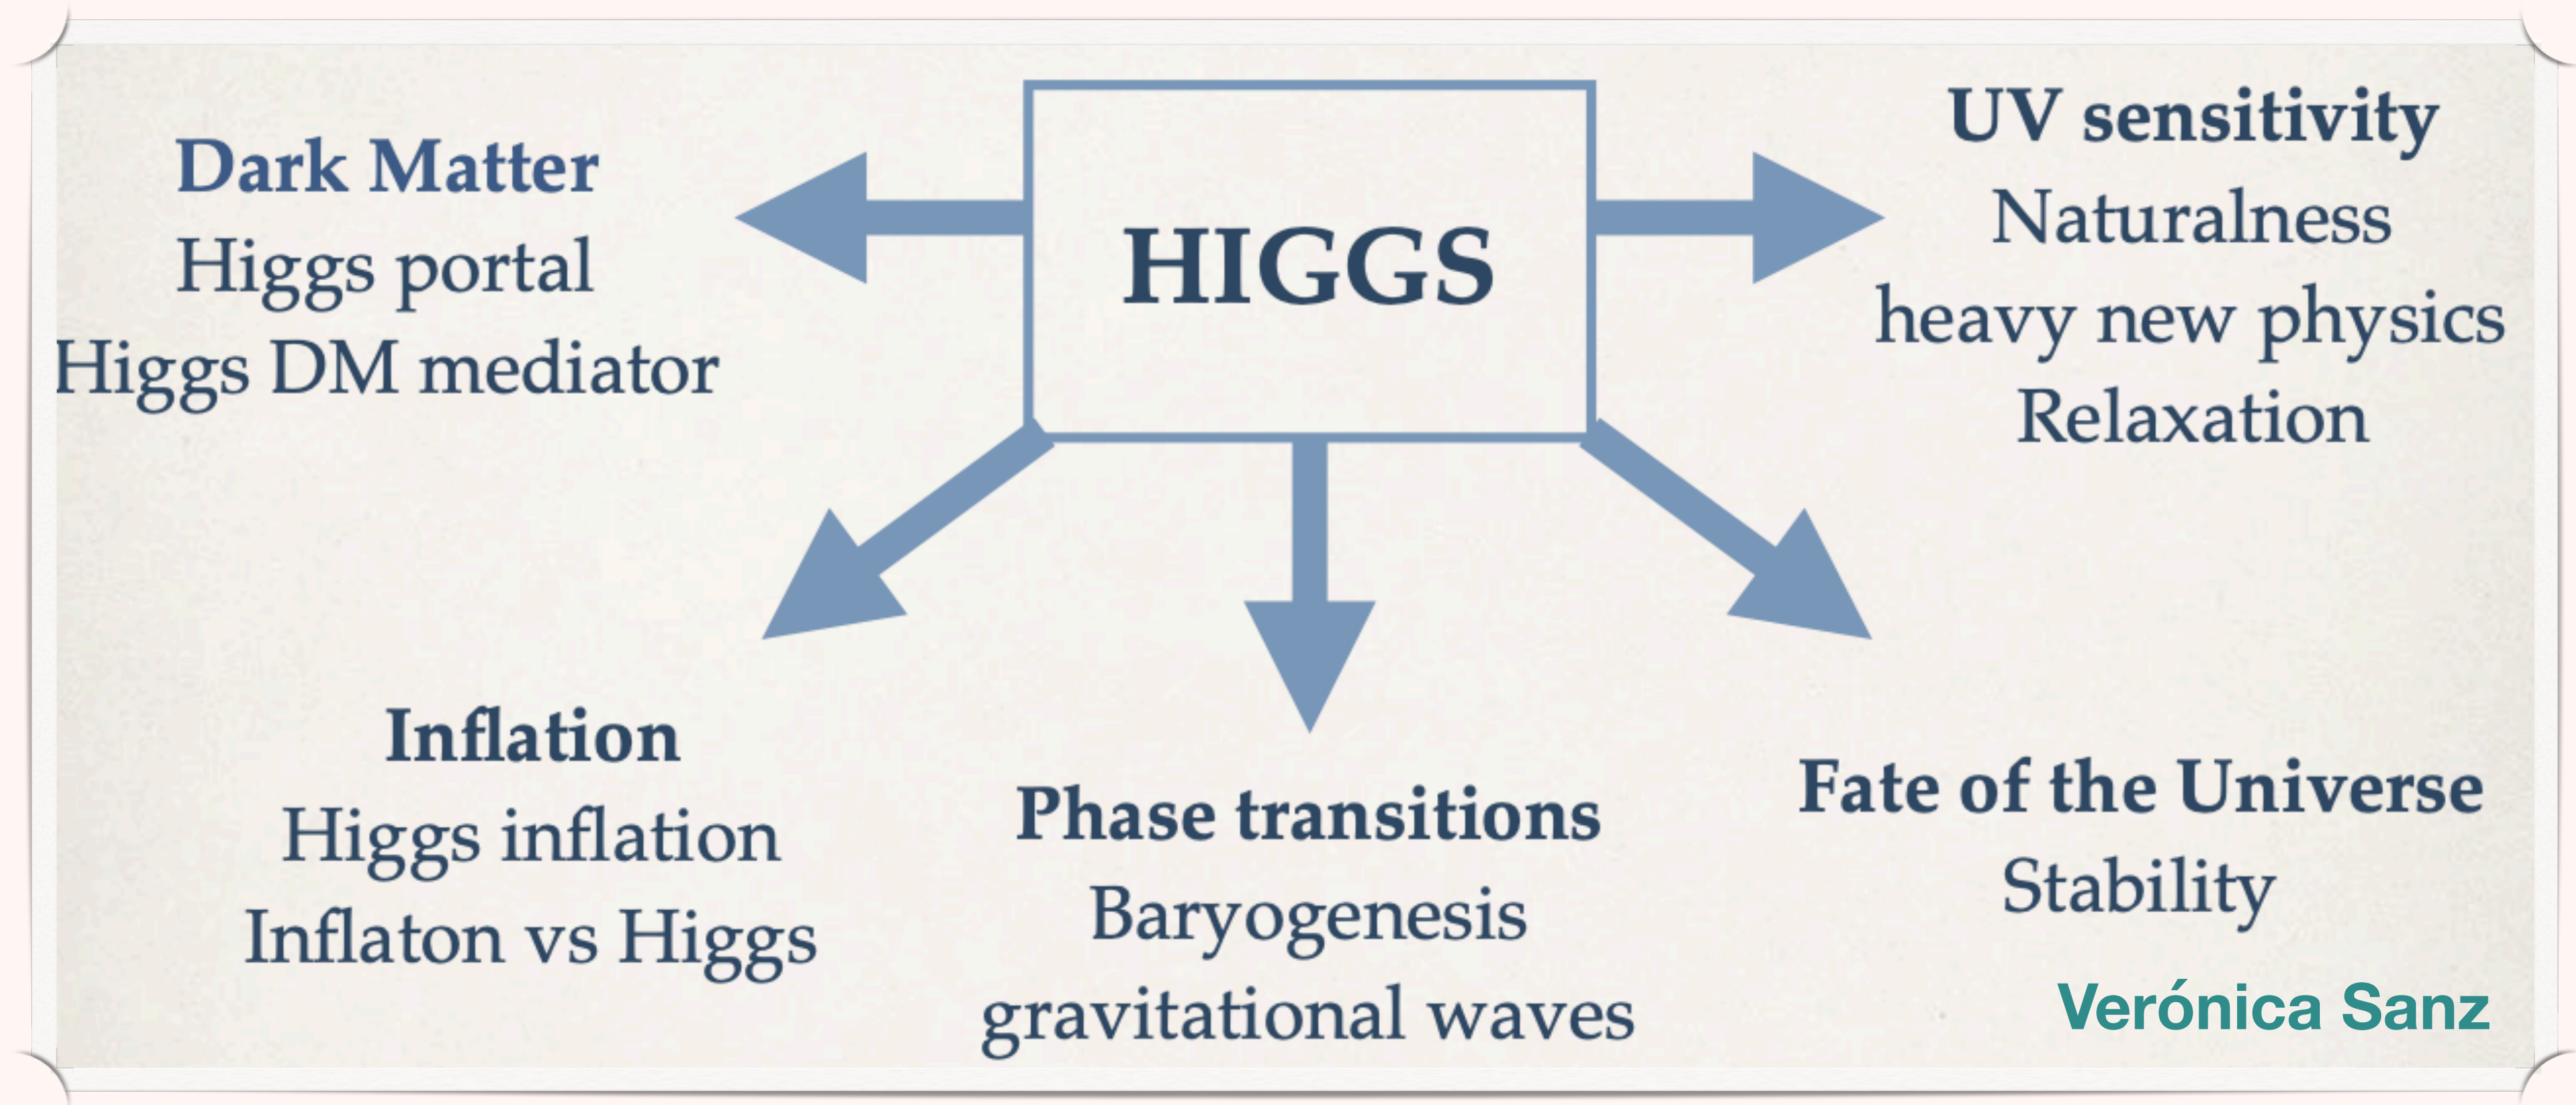 HIGGS
Dark Matter
Higgs portal
Higgs DM mediator
UV sensitivity
Naturalness
heavy new physics
Relaxation
Inflation
Higgs inflation
Inflaton vs Higgs
Phase transitions
Baryogenesis
gravitational waves
Fate of the Universe
Stability
Verónica Sanz